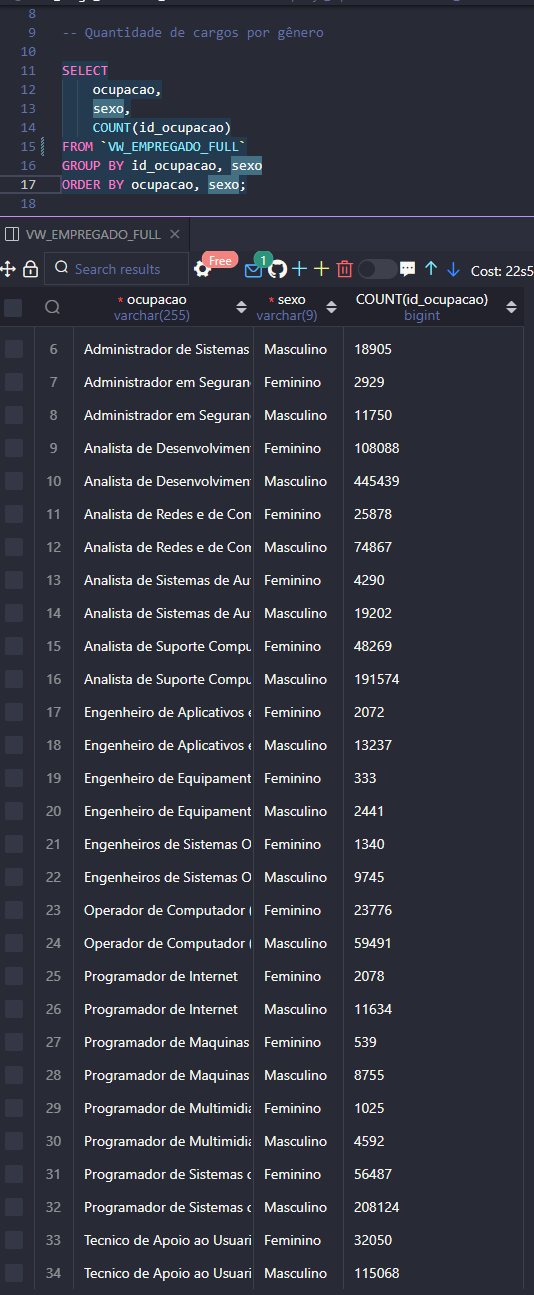 8
9 -- Quantidade de cargos por gênero
10
11 SELECT
12 ocupacao,
13 sexo,
14 COUNT(id_ocupacao)
15 FROM `VW_EMPREGADO_FULL`
16 GROUP BY id_ocupacao, sexo
17 ORDER BY ocupacao, sexo;
18
VW_EMPREGADO_FULL
Search results Free 1 Cost: 22s5
* ocupacao * sexo COUNT(id_ocupacao)
varchar(255) varchar(9) bigint
6 Administrador de Sistemas Masculino 18905
7 Administrador em Seguran Feminino 2929
8 Administrador em Seguran Masculino 11750
9 Analista de Desenvolvimen Feminino 108088
10 Analista de Desenvolvimen Masculino 445439
11 Analista de Redes e de Com Feminino 25878
12 Analista de Redes e de Com Masculino 74867
13 Analista de Sistemas de Au Feminino 4290
14 Analista de Sistemas de Au Masculino 19202
15 Analista de Suporte Compu Feminino 48269
16 Analista de Suporte Compu Masculino 191574
17 Engenheiro de Aplicativos e Feminino 2072
18 Engenheiro de Aplicativos e Masculino 13237
19 Engenheiro de Equipament Feminino 333
20 Engenheiro de Equipament Masculino 2441
21 Engenheiros de Sistemas O Feminino 1340
22 Engenheiros de Sistemas O Masculino 9745
23 Operador de Computador ( Feminino 23776
24 Operador de Computador ( Masculino 59491
25 Programador de Internet Feminino 2078
26 Programador de Internet Masculino 11634
27 Programador de Maquinas Feminino 539
28 Programador de Maquinas Masculino 8755
29 Programador de Multimidia Feminino 1025
30 Programador de Multimidia Masculino 4592
31 Programador de Sistemas d Feminino 56487
32 Programador de Sistemas d Masculino 208124
33 Tecnico de Apoio ao Usuari Feminino 32050
34 Tecnico de Apoio ao Usuari Masculino 115068